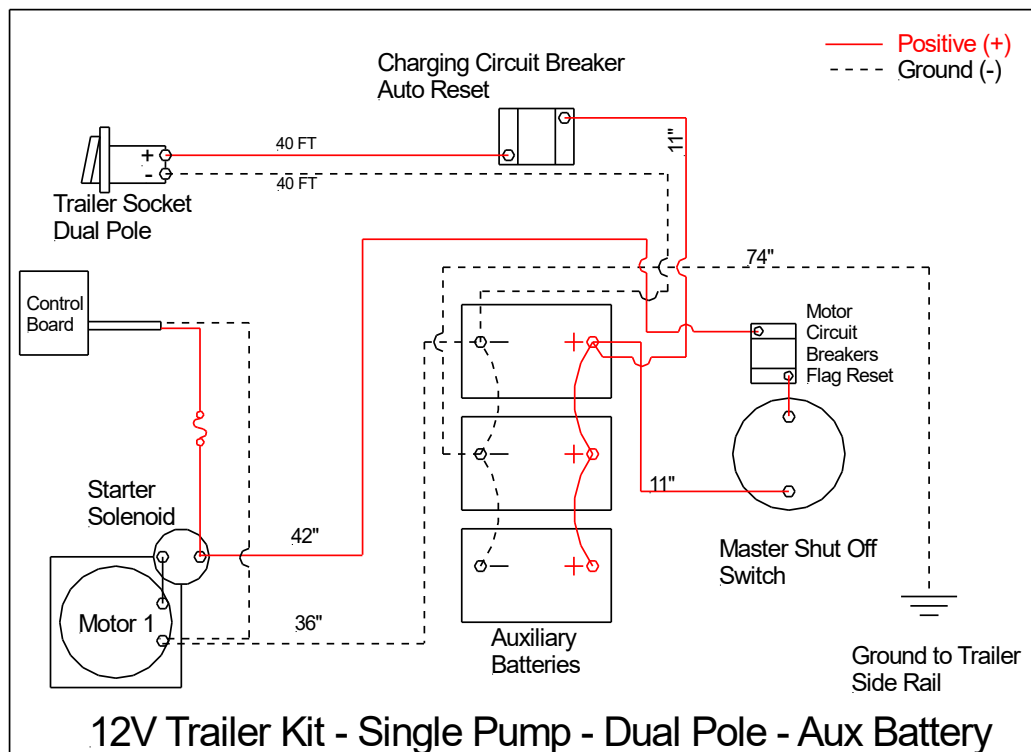 Positive (+)
Ground (-)
Charging Circuit Breaker
Auto Reset
40 FT
11"
+
-
40 FT
Trailer Socket
Dual Pole
74"
Control
Board
Motor
Circuit
Breakers
Flag Reset
+ −
+ −
+ −
11"
Starter
Solenoid
42"
Master Shut Off
Switch
Motor 1
36"
Auxiliary
Batteries
Ground to Trailer
Side Rail
12V Trailer Kit - Single Pump - Dual Pole - Aux Battery